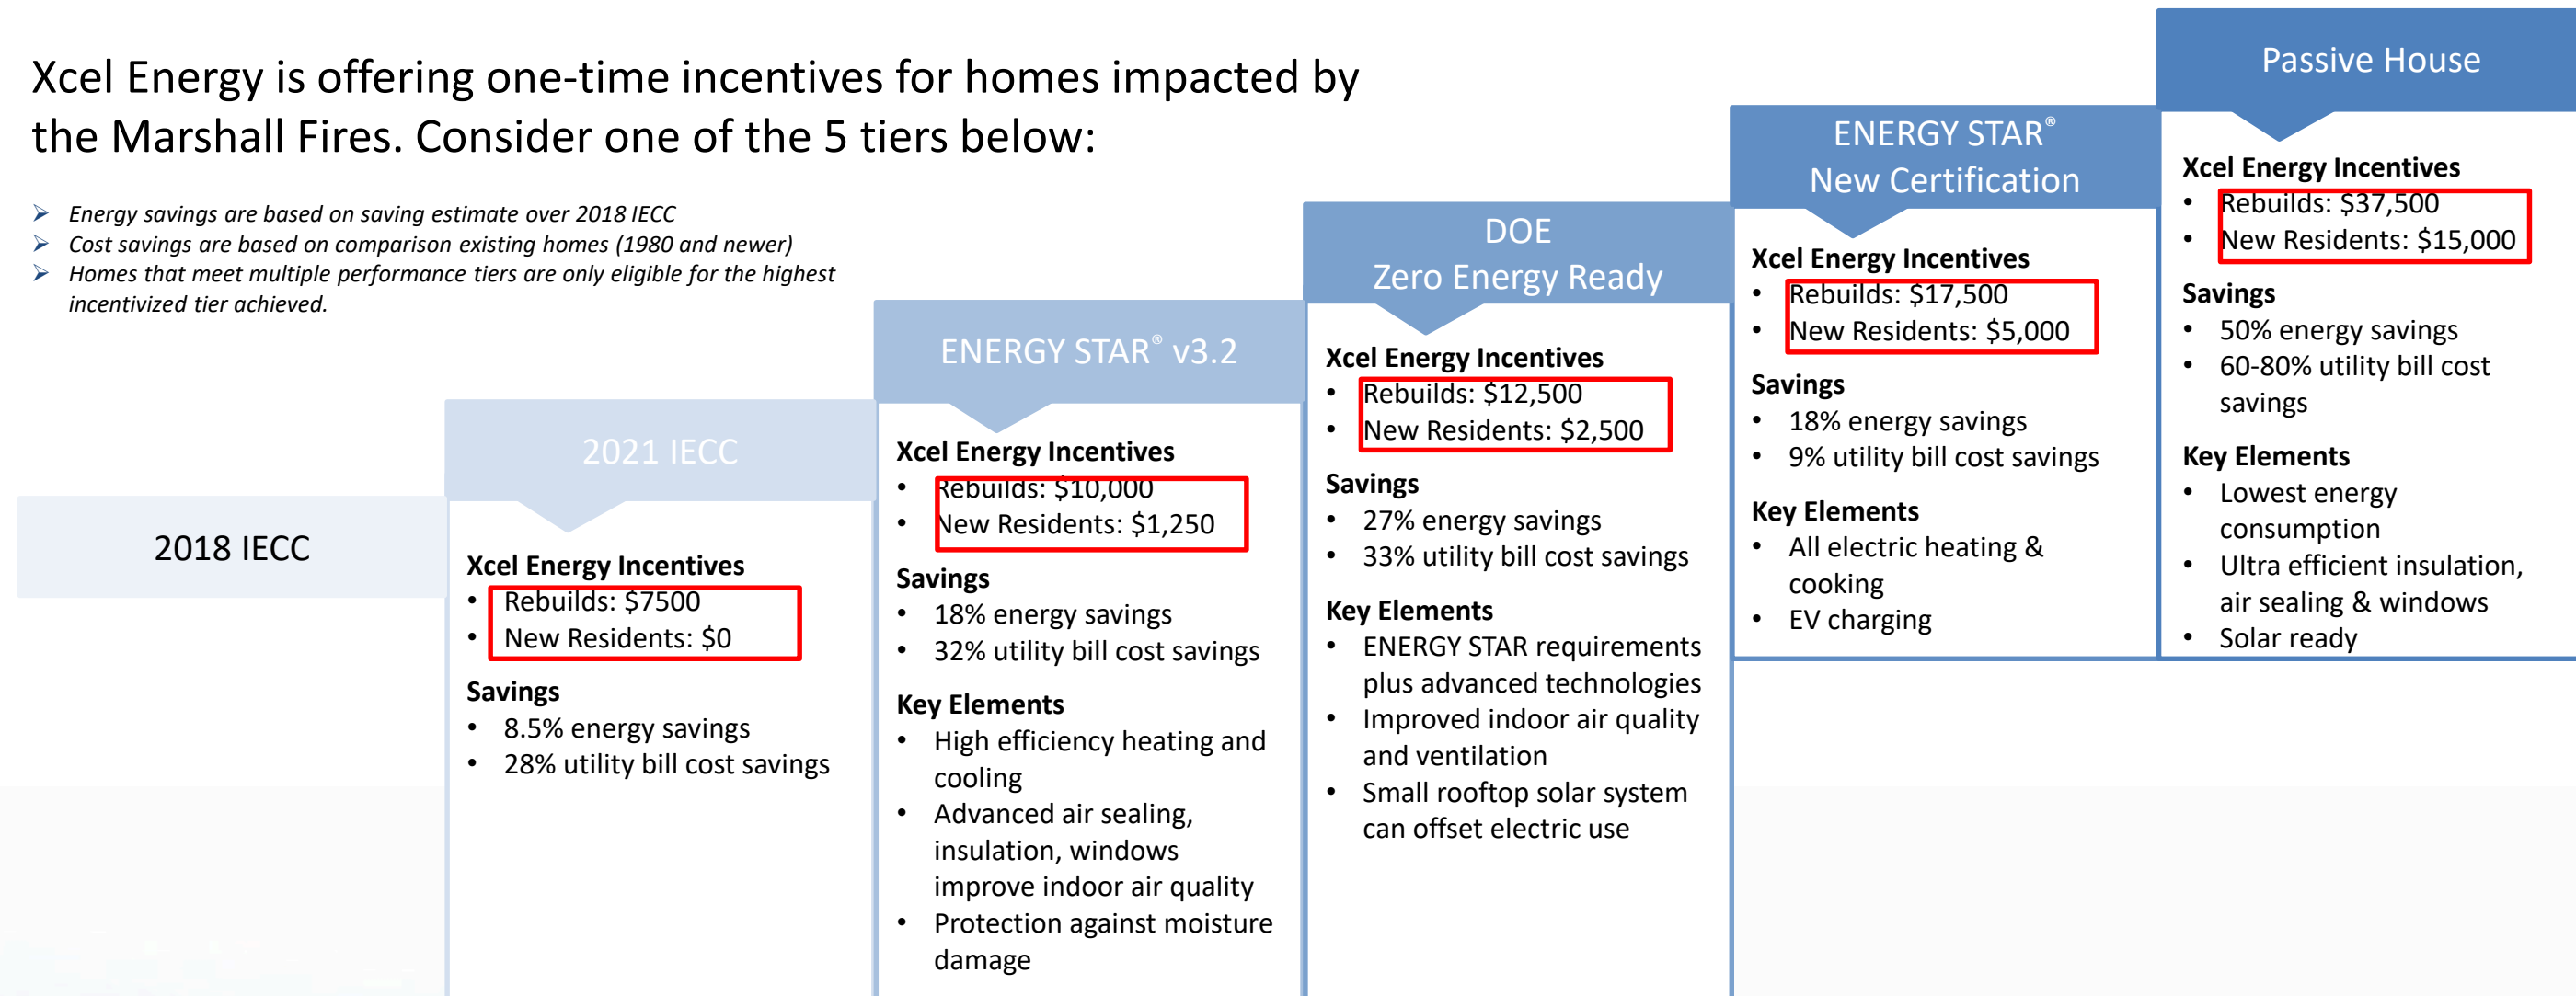 Xcel Energy is offering one-time incentives for homes impacted by
the Marshall Fires. Consider one of the 5 tiers below:
➢ Energy savings are based on saving estimate over 2018 IECC
➢ Cost savings are based on comparison existing homes (1980 and newer)
➢ Homes that meet multiple performance tiers are only eligible for the highest
incentivized tier achieved.
2018 IECC
2021 IECC
Xcel Energy Incentives
• Rebuilds: $7500
• New Residents: $0
Savings
• 8.5% energy savings
• 28% utility bill cost savings
ENERGY STAR® v3.2
Xcel Energy Incentives
• Rebuilds: $10,000
• New Residents: $1,250
Savings
• 18% energy savings
• 32% utility bill cost savings
Key Elements
• High efficiency heating and
cooling
• Advanced air sealing,
insulation, windows
improve indoor air quality
• Protection against moisture
damage
DOE
Zero Energy Ready
Xcel Energy Incentives
• Rebuilds: $12,500
• New Residents: $2,500
Savings
• 27% energy savings
• 33% utility bill cost savings
Key Elements
• ENERGY STAR requirements
plus advanced technologies
• Improved indoor air quality
and ventilation
• Small rooftop solar system
can offset electric use
ENERGY STAR®
New Certification
Xcel Energy Incentives
• Rebuilds: $17,500
• New Residents: $5,000
Savings
• 18% energy savings
• 9% utility bill cost savings
Key Elements
• All electric heating &
cooking
• EV charging
Passive House
Xcel Energy Incentives
• Rebuilds: $37,500
• New Residents: $15,000
Savings
• 50% energy savings
• 60-80% utility bill cost
savings
Key Elements
• Lowest energy
consumption
• Ultra efficient insulation,
air sealing & windows
• Solar ready